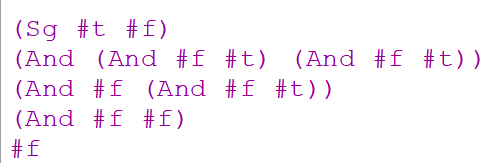 (Sg #t #f)
(And (And #f #t) (And #f #t))
(And #f (And #f #t))
(And #f #f)
#f